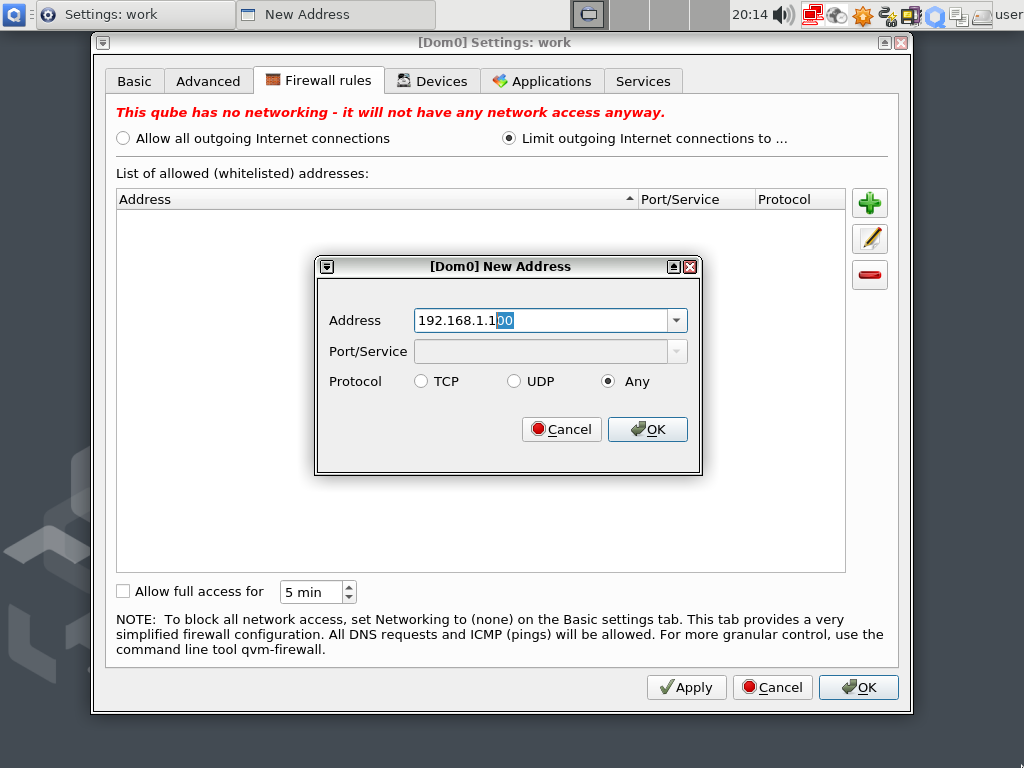 Settings: work
New Address
20:14
user
[Dom0] Settings: work
Basic
Advanced
Firewall rules
Devices
Applications
Services
This qube has no networking - it will not have any network access anyway.
Allow all outgoing Internet connections
Limit outgoing Internet connections to ...
List of allowed (whitelisted) addresses:
Address
Port/Service
Protocol
[Dom0] New Address
Address
192.168.1.100
Port/Service
Protocol
TCP
UDP
Any
Cancel
OK
Allow full access for
5 min
NOTE:  To block all network access, set Networking to (none) on the Basic settings tab. This tab provides a very
simplified firewall configuration. All DNS requests and ICMP (pings) will be allowed. For more granular control, use the
command line tool qvm-firewall.
Apply
Cancel
OK